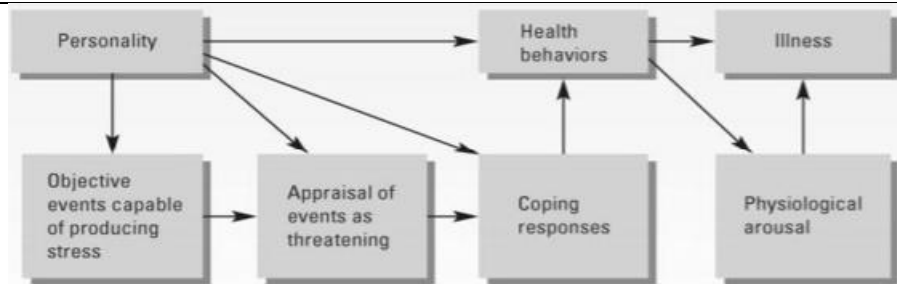 Personality
Health
behaviors
Illness
Objective
events capable
of producing
stress
Appraisal of
events as
threatening
Coping
responses
Physiological
arousal